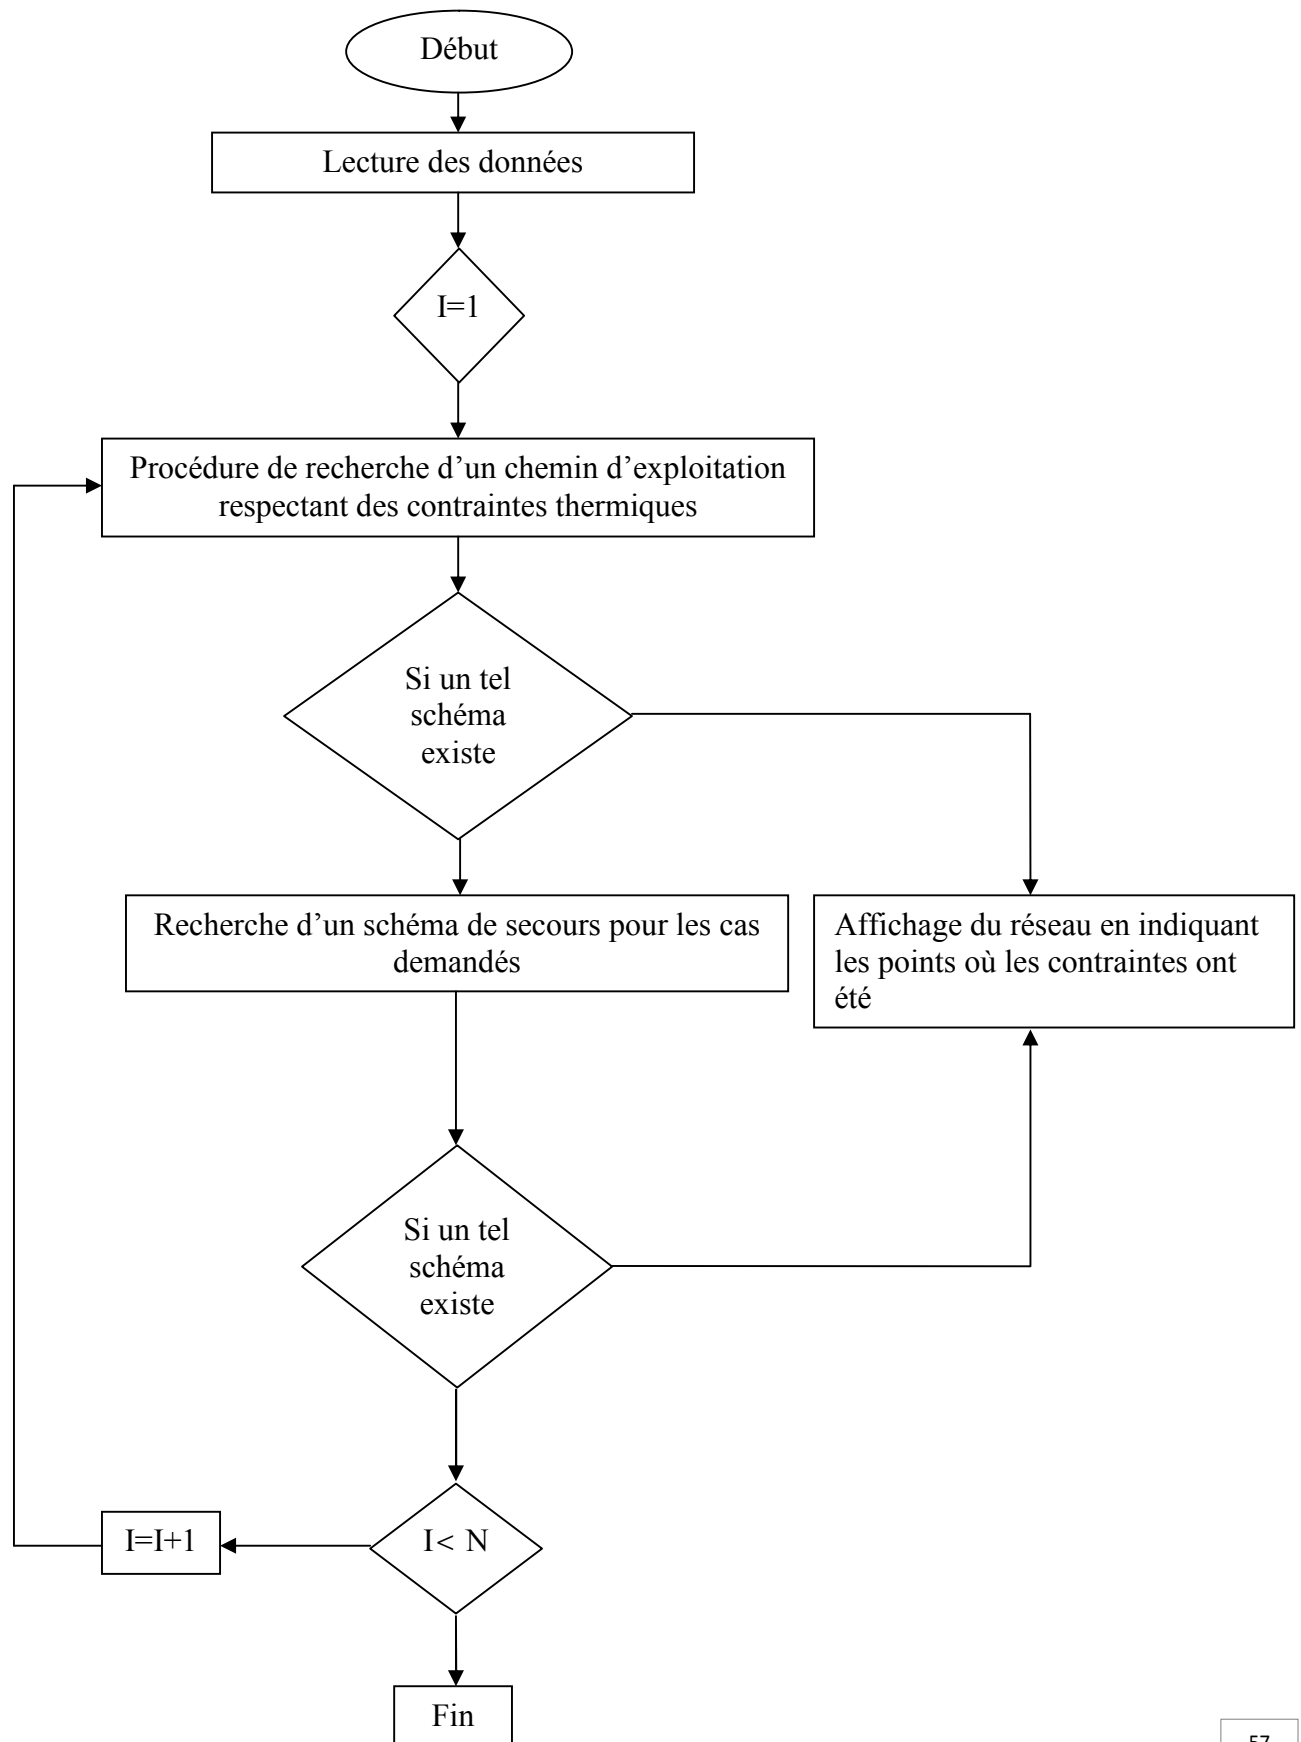 Début
Lecture des données
I=1
Procédure de recherche d’un chemin d’exploitation
respectant des contraintes thermiques
Si un tel
schéma
existe
Recherche d’un schéma de secours pour les cas
demandés
Affichage du réseau en indiquant
les points où les contraintes ont
été
Si un tel
schéma
existe
I=I+1
I< N
Fin
57